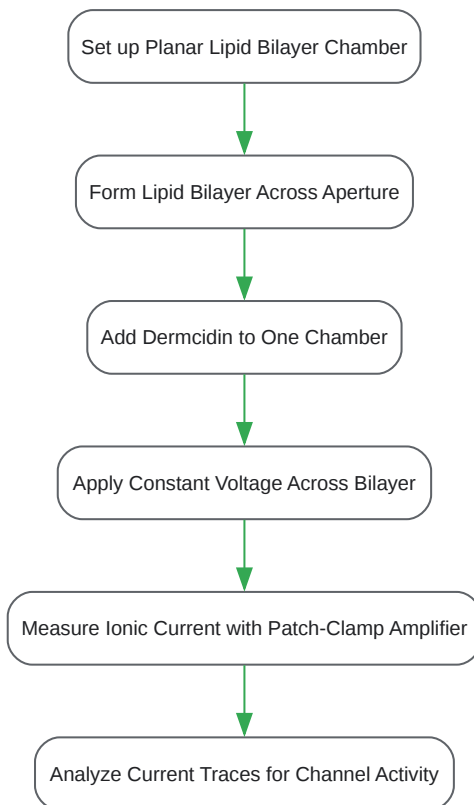 Set up Planar Lipid Bilayer Chamber
Form Lipid Bilayer Across Aperture
Add Dermcidin to One Chamber
Apply Constant Voltage Across Bilayer
Measure Ionic Current with Patch-Clamp Amplifier
Analyze Current Traces for Channel Activity